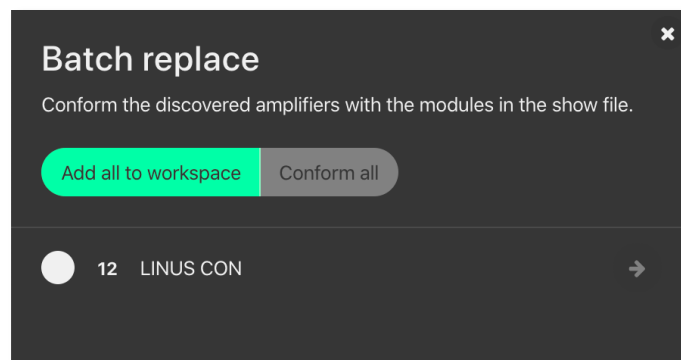 Batch replace
Conform the discovered amplifiers with the modules in the show file.
Add all to workspace Conform all
12 LINUS CON